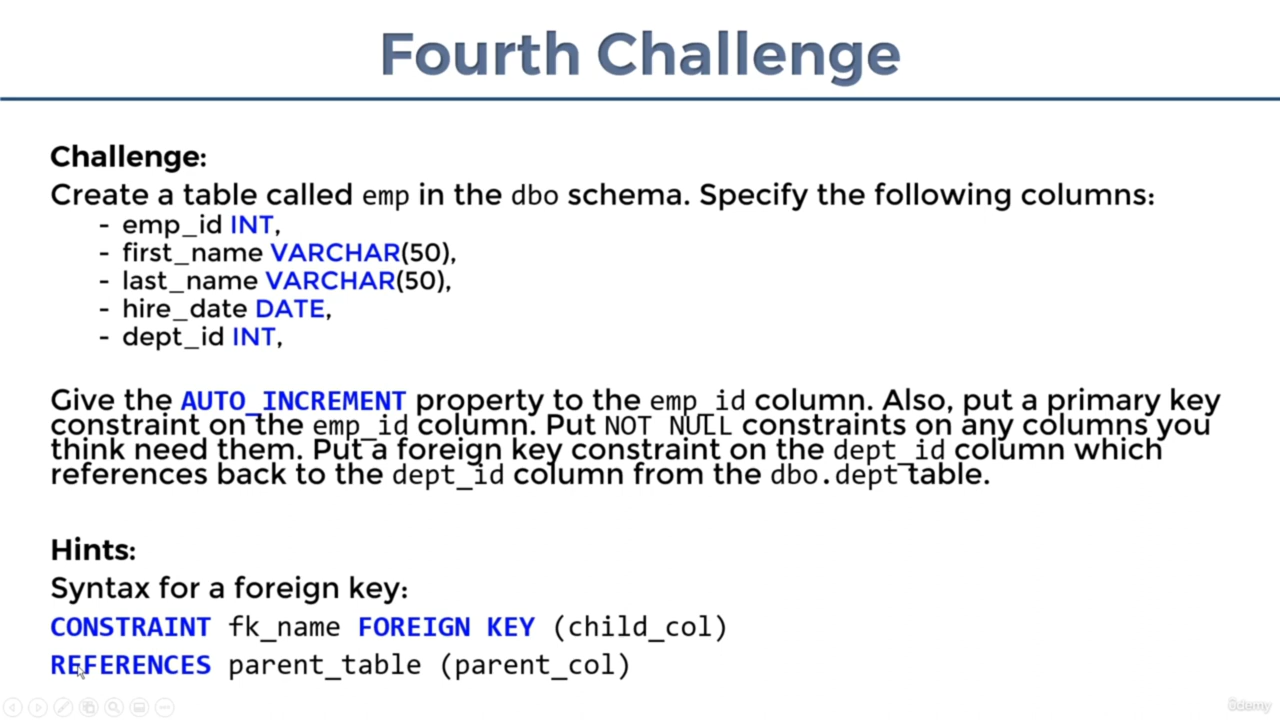 Fourth Challenge
Challenge:
Create a table called emp in the dbo schema. Specify the following columns:
- emp_id INT,
- first_name VARCHAR(50),
- last_name VARCHAR(50),
- hire_date DATE,
- dept_id INT,
Give the AUTO_INCREMENT property to the emp_id column. Also, put a primary key
constraint on the emp_id column. Put NOT NULL constraints on any columns you
think need them. Put a foreign key constraint on the dept_id column which
references back to the dept_id column from the dbo.dept table.
Hints:
Syntax for a foreign key:
CONSTRAINT fk_name FOREIGN KEY (child_col)
REFERENCES parent_table (parent_col)
ûdemy